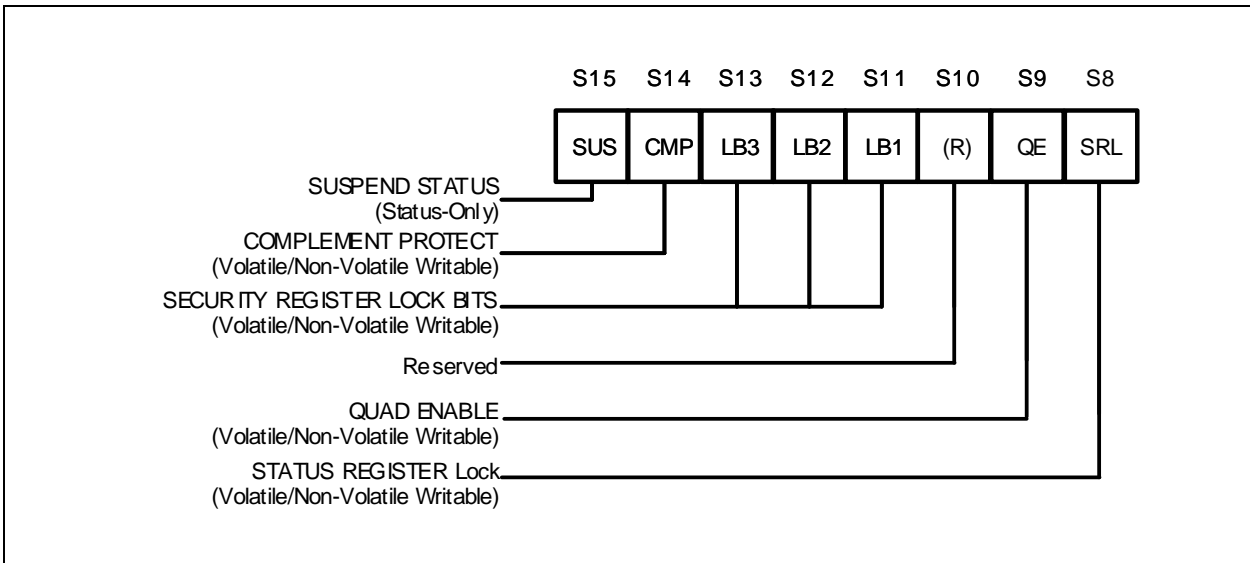 S15 S14 S13 S12 S11 S10 S9 S8
SUS CMP LB3 LB2 LB1 (R) QE SRL
SUSPEND STATUS
(Status-Only)
COMPLEMENT PROTECT
(Volatile/Non-Volatile Writable)
SECURITY REGISTER LOCK BITS
(Volatile/Non-Volatile Writable)
Reserved
QUAD ENABLE
(Volatile/Non-Volatile Writable)
STATUS REGISTER Lock
(Volatile/Non-Volatile Writable)